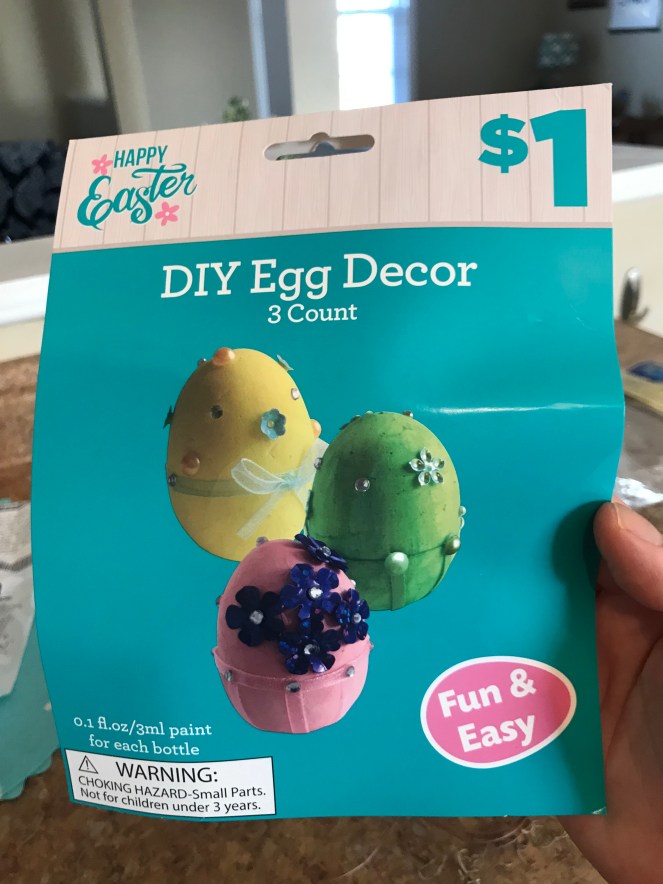 HAPPY
Easter
$1
DIY Egg Decor
3 Count
Fun &
Easy
0.1 fl.oz/3ml paint
for each bottle
WARNING:
CHOKING HAZARD-Small Parts.
Not for children under 3 years.